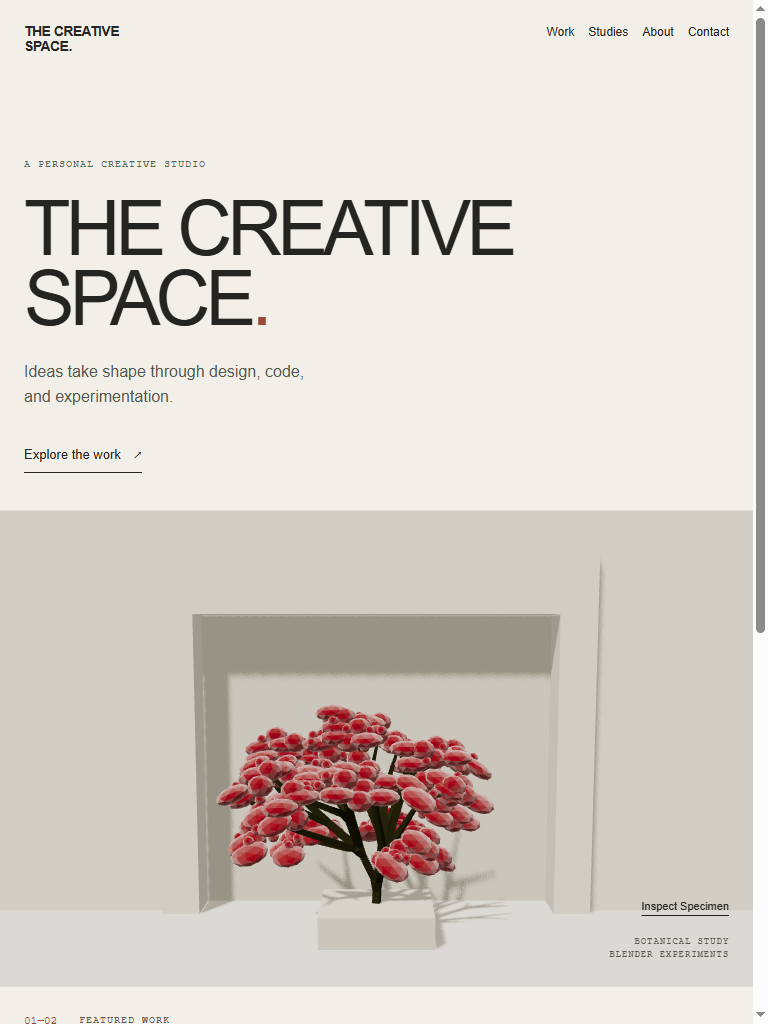 THE CREATIVE
SPACE.
Work Studies About Contact
A PERSONAL CREATIVE STUDIO
THE CREATIVE
SPACE.
Ideas take shape through design, code,
and experimentation.
Explore the work ↗
Inspect Specimen
BOTANICAL STUDY
BLENDER EXPERIMENTS
01—02 FEATURED WORK